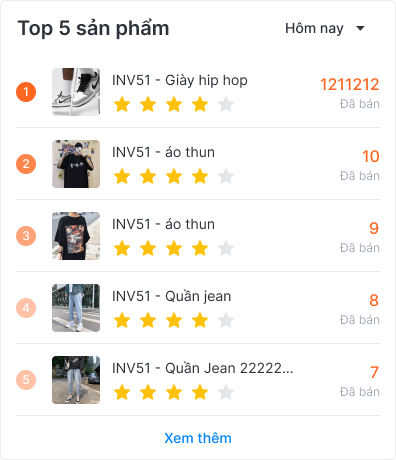 Top 5 sản phẩm
Hôm nay
1
INV51 - Giày hip hop
1211212
Đã bán
2
INV51 - áo thun
10
Đã bán
3
INV51 - áo thun
9
Đã bán
4
INV51 - Quần jean
8
Đã bán
5
INV51 - Quần Jean 22222...
7
Đã bán
Xem thêm